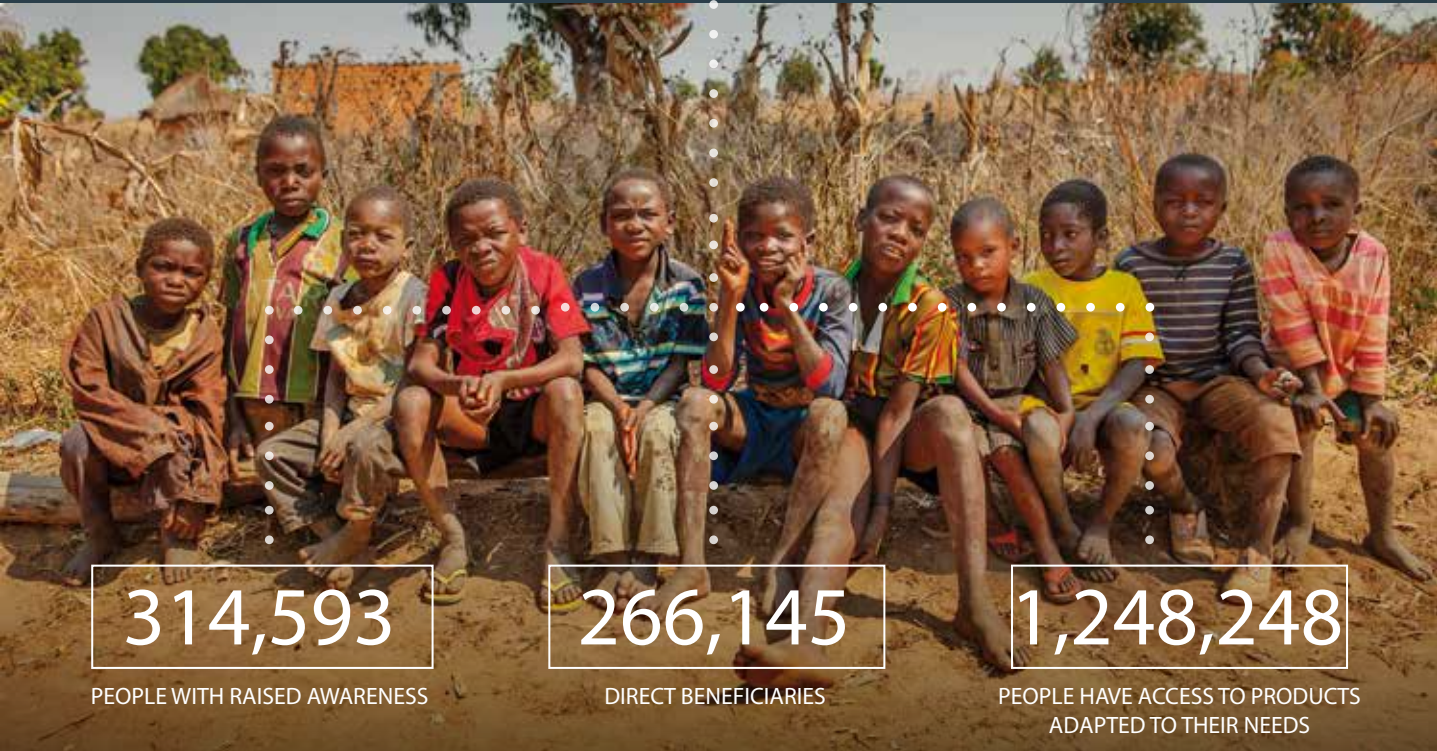 314,593
PEOPLE WITH RAISED AWARENESS
266,145
DIRECT BENEFICIARIES
1,248,248
PEOPLE HAVE ACCESS TO PRODUCTS
ADAPTED TO THEIR NEEDS